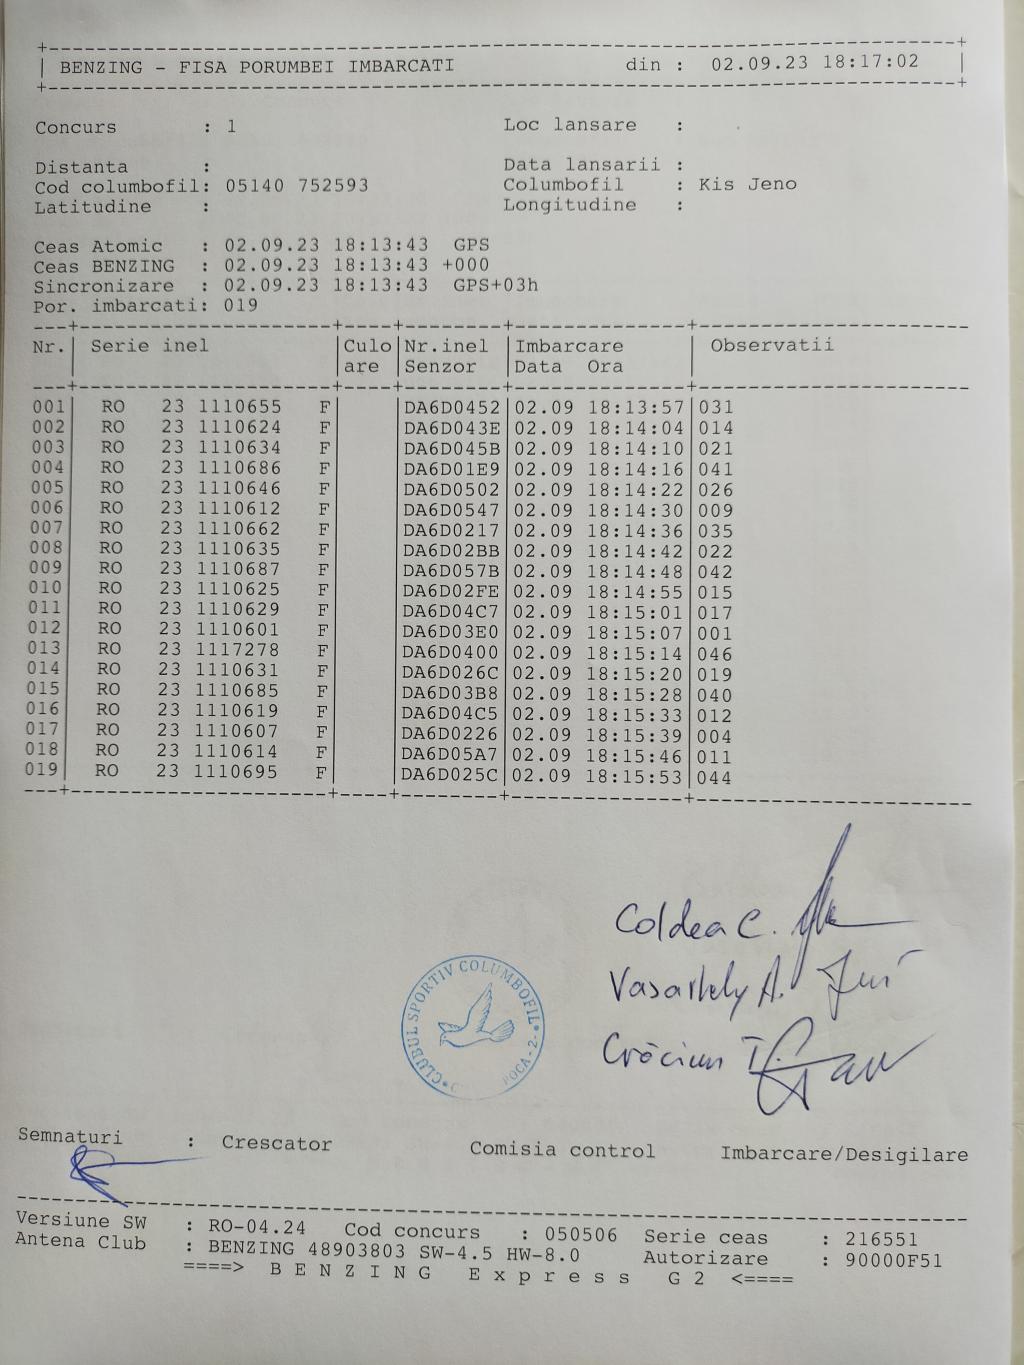 BENZING - FISA PORUMBEI IMBARCATI din : 02.09.23 18:17:02
Concurs : 1 Loc lansare :
Distanta : Data lansarii :
Cod columbofil: 05140 752593 Columbofil : Kis Jeno
Latitudine : Longitudine :
Ceas Atomic : 02.09.23 18:13:43 GPS
Ceas BENZING : 02.09.23 18:13:43 +000
Sincronizare : 02.09.23 18:13:43 GPS+03h
Por. imbarcati: 019
Nr. Serie inel Culo Nr.inel Imbarcare Observatii
are Senzor Data Ora
001 RO 23 1110655 F DA6D0452 02.09 18:13:57 031
002 RO 23 1110624 F DA6D043E 02.09 18:14:04 014
003 RO 23 1110634 F DA6D045B 02.09 18:14:10 021
004 RO 23 1110686 F DA6D01E9 02.09 18:14:16 041
005 RO 23 1110646 F DA6D0502 02.09 18:14:22 026
006 RO 23 1110612 F DA6D0547 02.09 18:14:30 009
007 RO 23 1110662 F DA6D0217 02.09 18:14:36 035
008 RO 23 1110635 F DA6D02BB 02.09 18:14:42 022
009 RO 23 1110687 F DA6D057B 02.09 18:14:48 042
010 RO 23 1110625 F DA6D02FE 02.09 18:14:55 015
011 RO 23 1110629 F DA6D04C7 02.09 18:15:01 017
012 RO 23 1110601 F DA6D03E0 02.09 18:15:07 001
013 RO 23 1117278 F DA6D0400 02.09 18:15:14 046
014 RO 23 1110631 F DA6D026C 02.09 18:15:20 019
015 RO 23 1110685 F DA6D03B8 02.09 18:15:28 040
016 RO 23 1110619 F DA6D04C5 02.09 18:15:33 012
017 RO 23 1110607 F DA6D0226 02.09 18:15:39 004
018 RO 23 1110614 F DA6D05A7 02.09 18:15:46 011
019 RO 23 1110695 F DA6D025C 02.09 18:15:53 044
Coldea C.
Vasarhely A.
CLUBUL SPORTIV COLUMBOFIL
POCA-2-
Crăciun T.
Semnaturi : Crescator Comisia control Imbarcare/Desigilare
Versiune SW : RO-04.24 Cod concurs : 050506 Serie ceas : 216551
Antena Club : BENZING 48903803 SW-4.5 HW-8.0 Autorizare : 90000F51
====> B E N Z I N G E x p r e s s G 2 <====